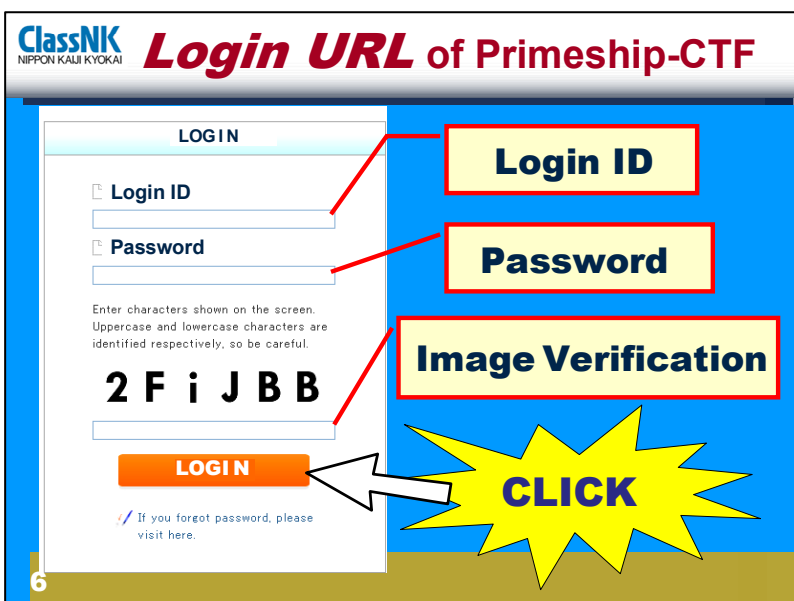 ClassNK
NIPPON KAIJI KYOKAI
Login URL of Primeship-CTF
LOGIN
Login ID
Password
Enter characters shown on the screen.
Uppercase and lowercase characters are
identified respectively, so be careful.
2 F i J B B
LOGIN
If you forgot password, please
visit here.
Login ID
Password
Image Verification
CLICK
6